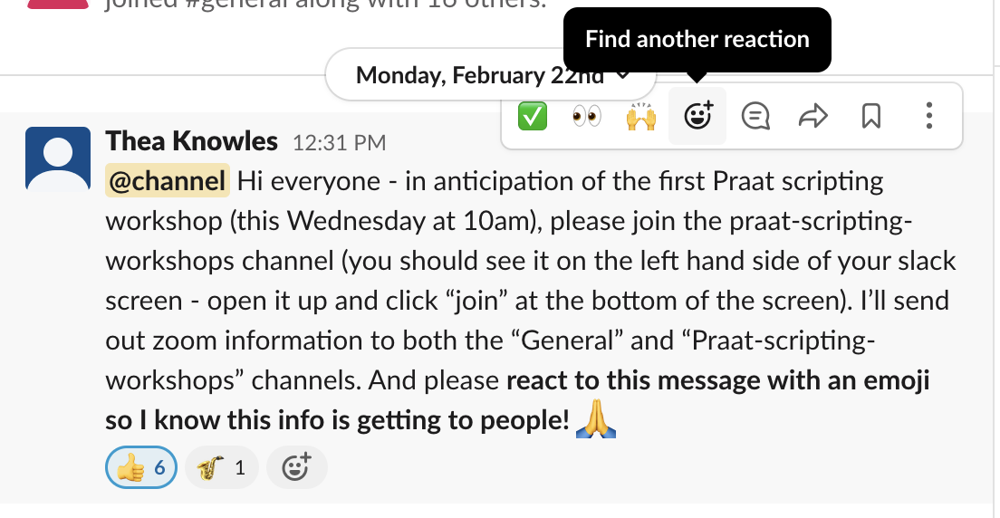 joined #general along with 16 others.
Find another reaction
Monday, February 22nd
Thea Knowles 12:31 PM
@channel Hi everyone - in anticipation of the first Praat scripting
workshop (this Wednesday at 10am), please join the praat-scripting-
workshops channel (you should see it on the left hand side of your slack
screen - open it up and click “join” at the bottom of the screen). I’ll send
out zoom information to both the “General” and “Praat-scripting-
workshops” channels. And please react to this message with an emoji
so I know this info is getting to people! 🙏
👍 6 🎷 1